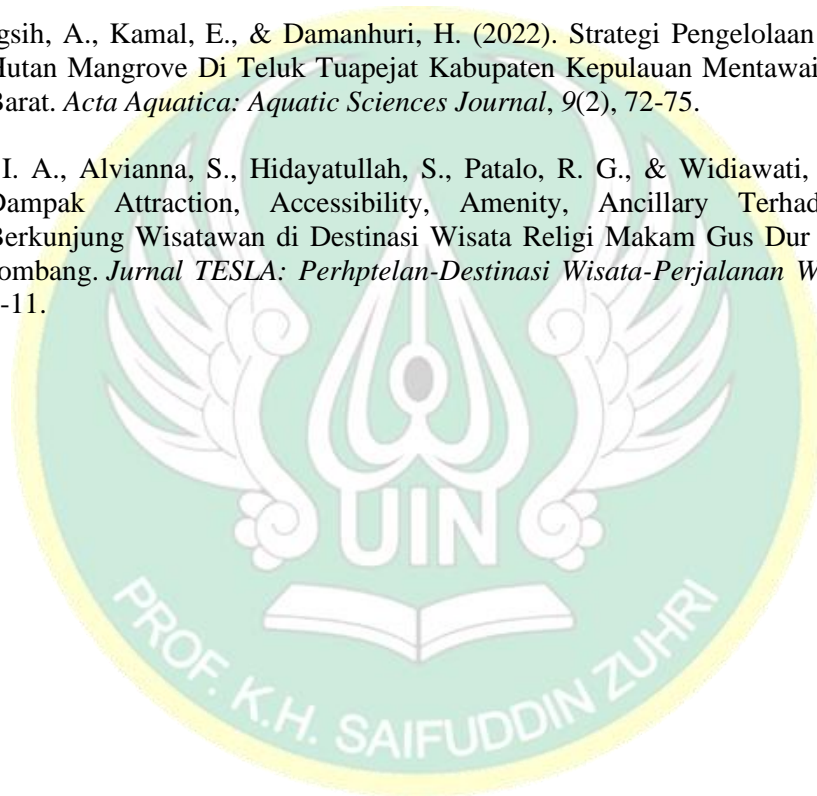 gsih, A., Kamal, E., & Damanhuri, H. (2022). Strategi Pengelolaan
Hutan Mangrove Di Teluk Tuapejat Kabupaten Kepulauan Mentawai
Barat. Acta Aquatica: Aquatic Sciences Journal, 9(2), 72-75.
I. A., Alvianna, S., Hidayatullah, S., Patalo, R. G., & Widiawati,
Dampak Attraction, Accessibility, Amenity, Ancillary Terhad
Berkunjung Wisatawan di Destinasi Wisata Religi Makam Gus Dur
ombang. Jurnal TESLA: Perhptelan-Destinasi Wisata-Perjalanan W
-11.
UIN
PROF. K.H. SAIFUDDIN ZUHRI